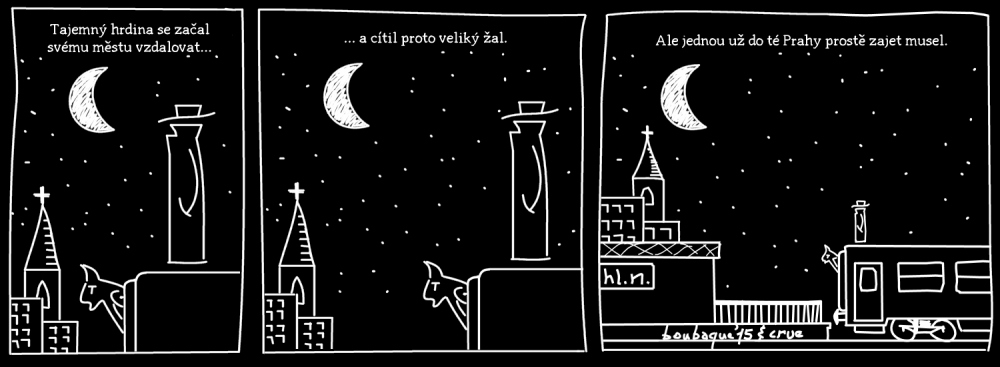 Tajemný hrdina se začal
svému městu vzdalovat...
... a cítil proto veliký žal.
Ale jednou už do té Prahy prostě zajet musel.
hl.n.
boubaque'15 & crve